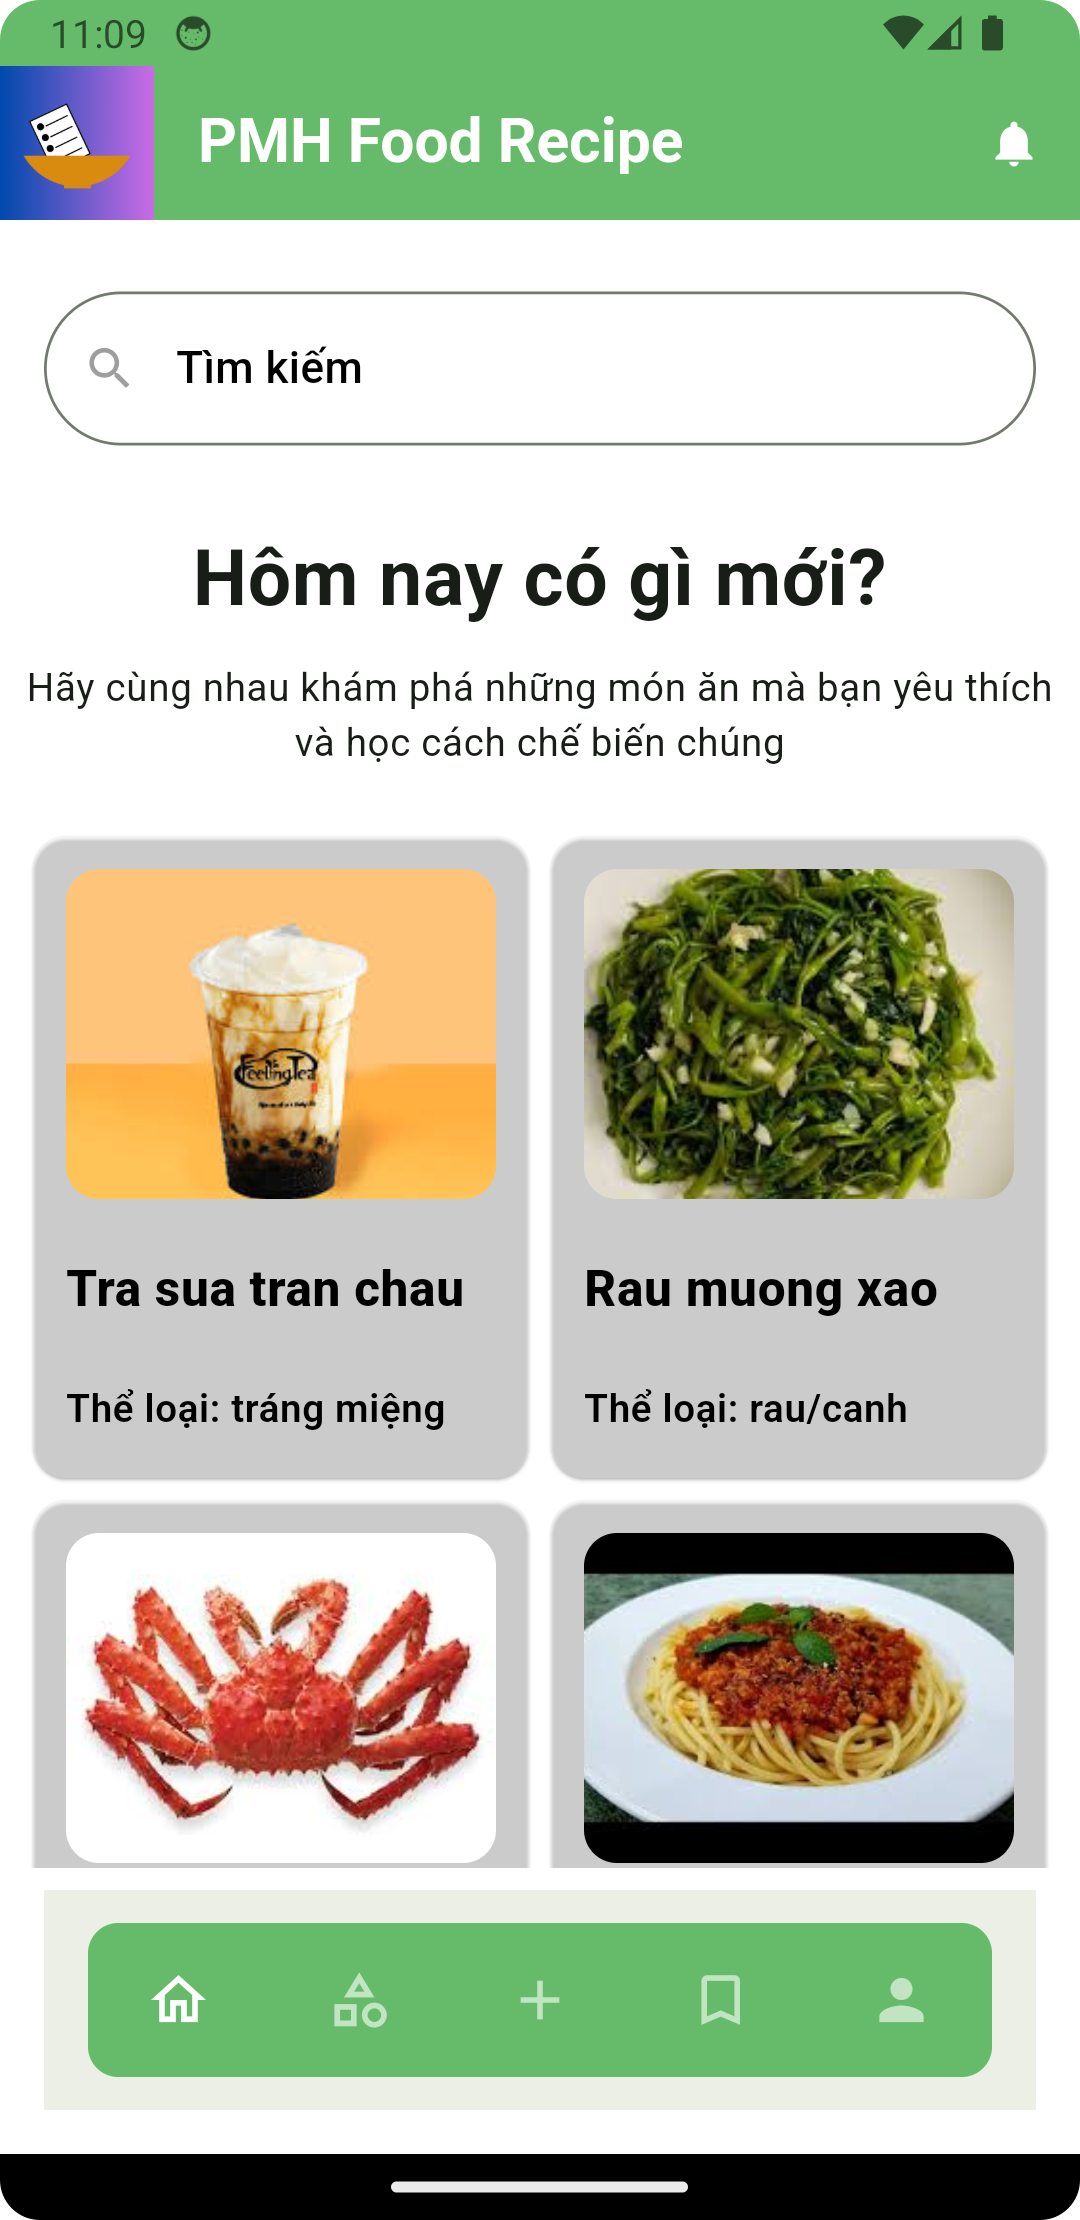 11:09
PMH Food Recipe
Tìm kiếm
Hôm nay có gì mới?
Hãy cùng nhau khám phá những món ăn mà bạn yêu thích
và học cách chế biến chúng
FeelingTea
Tra sua tran chau
Rau muong xao
Thể loại: tráng miệng
Thể loại: rau/canh